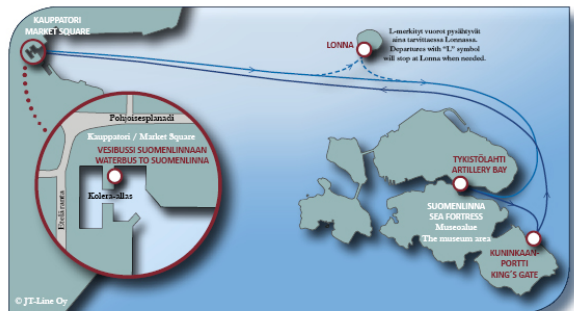 KAUPPATORI
MARKET SQUARE
LONNA
L-merkityt vuorot pysähtyvät
aina tarvittaessa Lonnassa.
Departures with "L" symbol
will stop at Lonna when needed.
Pohjoisesplanadi
Kauppatori / Market Square
VESIBUSSI SUOMENLINNAAN
WATERBUS TO SUOMENLINNA
Kolera-allas
Eteläranta
TYKISTÖLAHTI
ARTILLERY BAY
SUOMENLINNA
SEA FORTRESS
Museoalue
The museum area
KUNINKAAN-
PORTTI
KING´S GATE
© JT-Line Oy